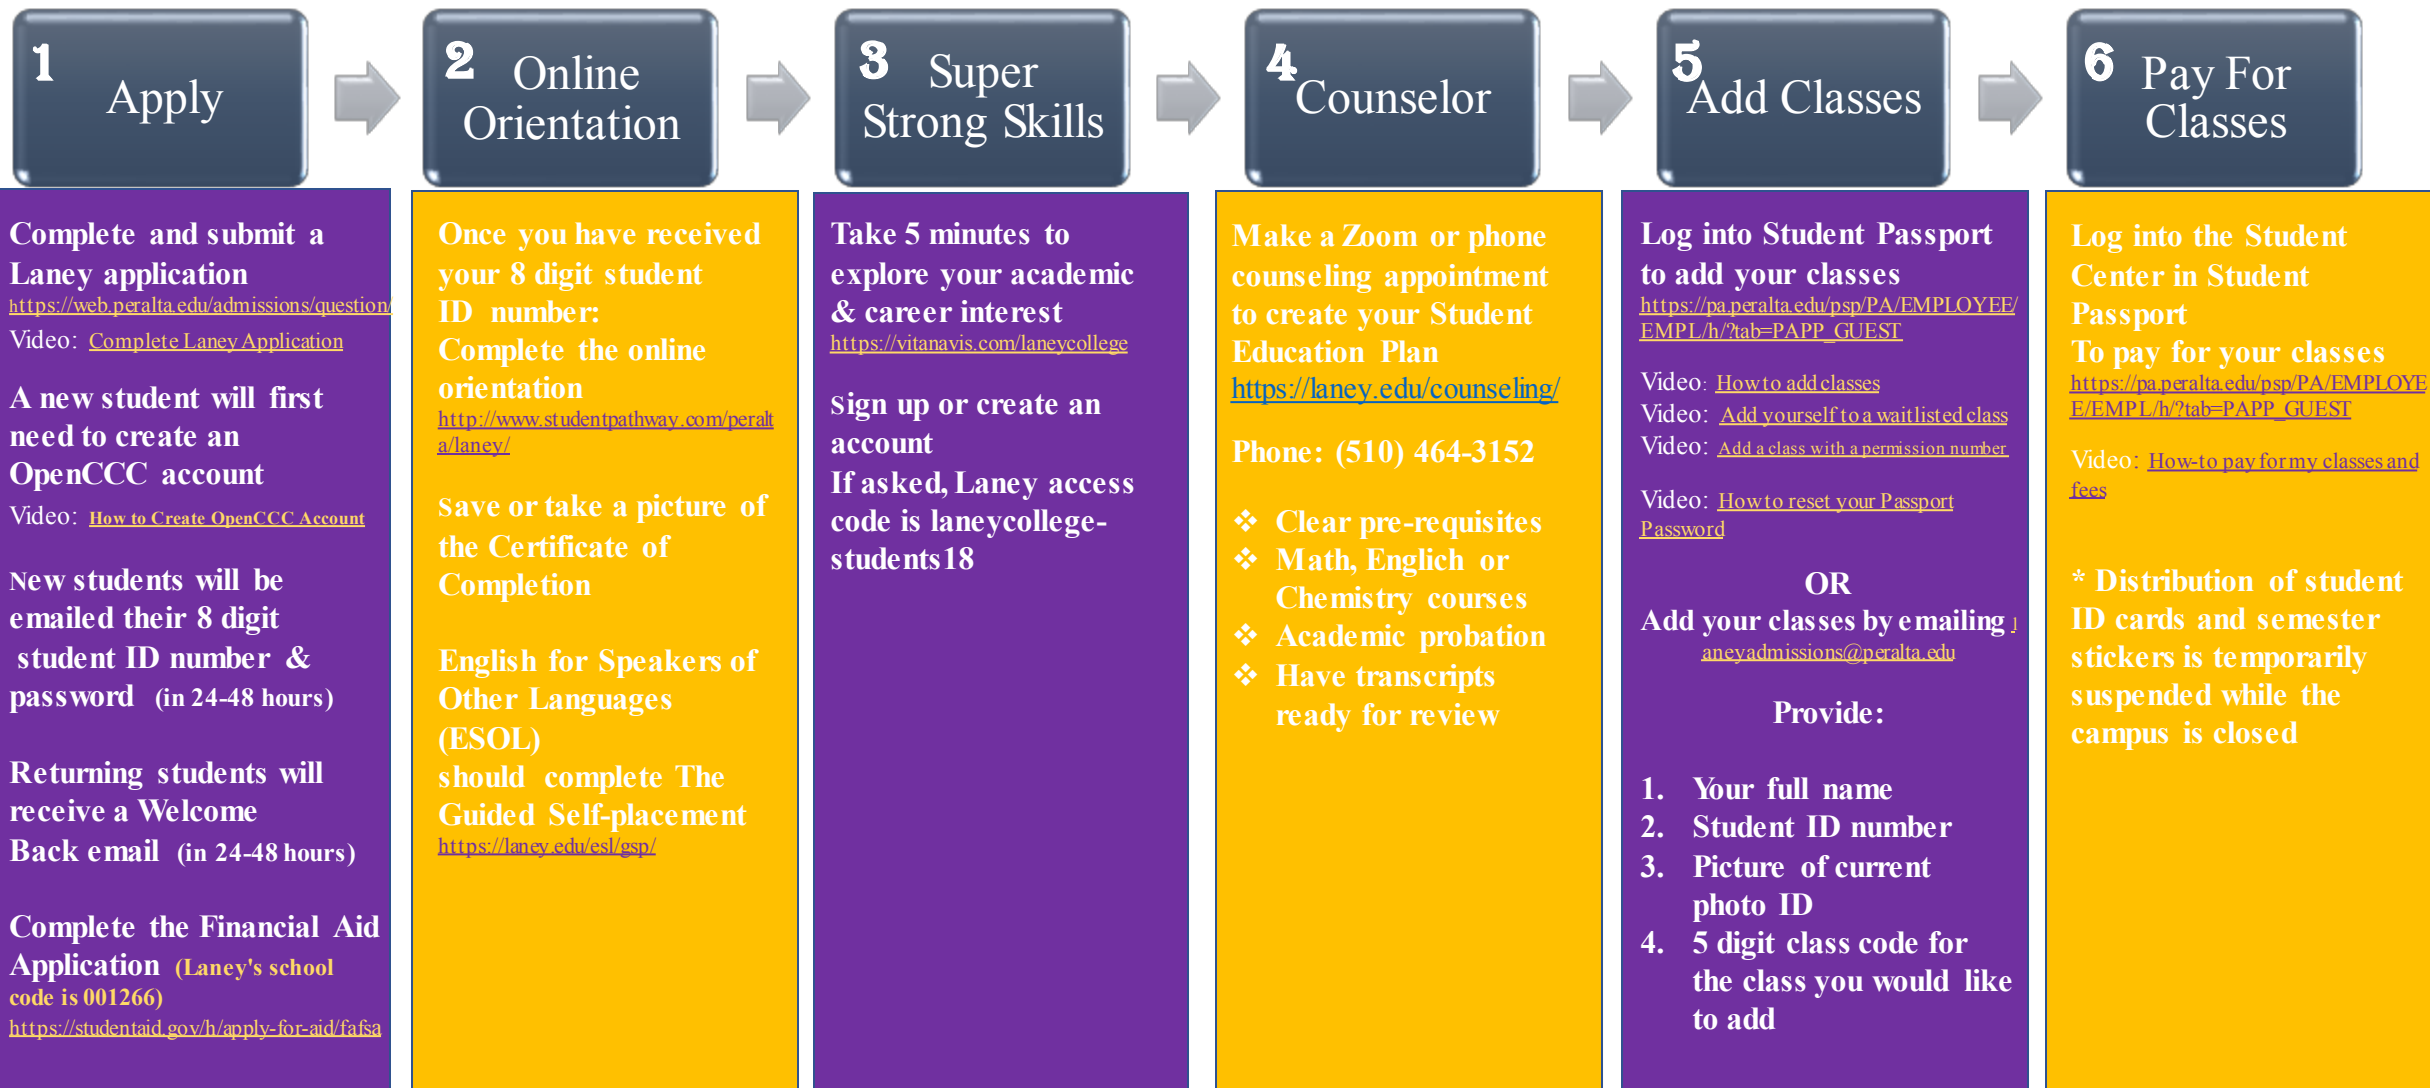 1
Apply
2
Online
Orientation
3
Super
Strong Skills
4
Counselor
5
Add Classes
6
Pay For
Classes
Complete and submit a
Laney application
https://web.peralta.edu/admissions/question/
Video: Complete Laney Application
A new student will first
need to create an
OpenCCC account
Video: How to Create OpenCCC Account
New students will be
emailed their 8 digit
student ID number &
password (in 24-48 hours)
Returning students will
receive a Welcome
Back email (in 24-48 hours)
Complete the Financial Aid
Application (Laney's school
code is 001266)
https://studentaid.gov/h/apply-for-aid/fafsa
Once you have received
your 8 digit student
ID number:
Complete the online
orientation
http://www.studentpathway.com/peralt
a/laney/
Save or take a picture of
the Certificate of
Completion
English for Speakers of
Other Languages
(ESOL)
should complete The
Guided Self-placement
https://laney.edu/esl/gsp/
Take 5 minutes to
explore your academic
& career interest
https://vitanavis.com/laneycollege
Sign up or create an
account
If asked, Laney access
code is laneycollege-
students18
Make a Zoom or phone
counseling appointment
to create your Student
Education Plan
https://laney.edu/counseling/
Phone: (510) 464-3152
❖ Clear pre-requisites
❖ Math, Englich or
Chemistry courses
❖ Academic probation
❖ Have transcripts
ready for review
Log into Student Passport
to add your classes
https://pa.peralta.edu/psp/PA/EMPLOYEE/
EMPL/h/?tab=PAPP_GUEST
Video: How to add classes
Video: Add yourself to a waitlisted class
Video: Add a class with a permission number
Video: How to reset your Passport
Password
OR
Add your classes by emailing l
aneyadmissions@peralta.edu
Provide:
1. Your full name
2. Student ID number
3. Picture of current
photo ID
4. 5 digit class code for
the class you would like
to add
Log into the Student
Center in Student
Passport
To pay for your classes
https://pa.peralta.edu/psp/PA/EMPLOYE
E/EMPL/h/?tab=PAPP_GUEST
Video: How-to pay for my classes and
fees
* Distribution of student
ID cards and semester
stickers is temporarily
suspended while the
campus is closed